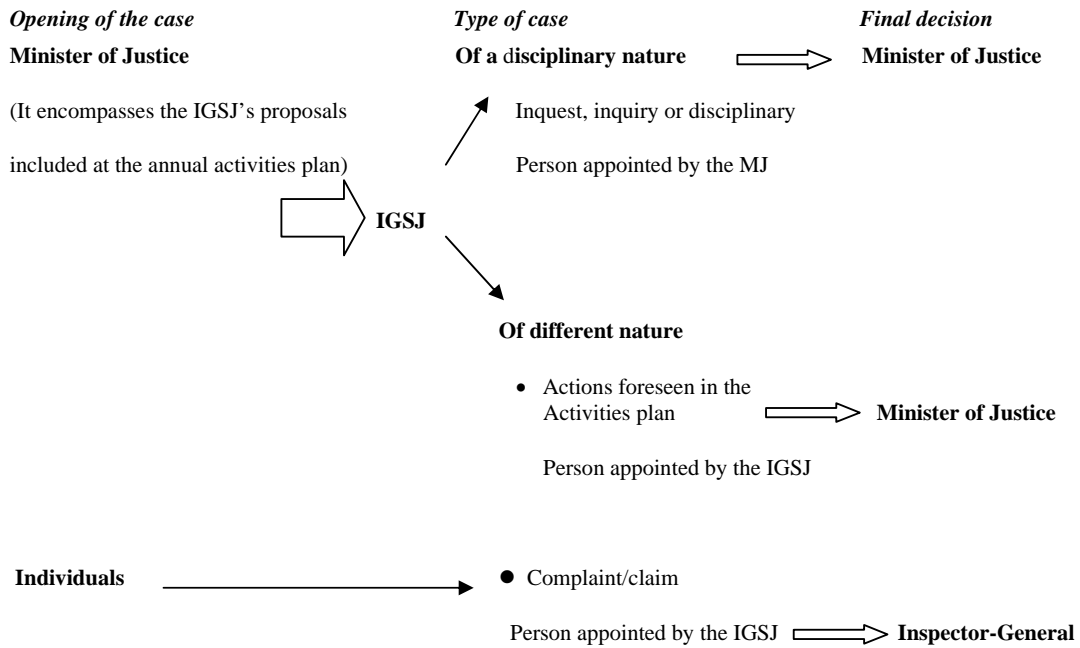 Opening of the case Type of case Final decision
Minister of Justice Of a disciplinary nature Minister of Justice
(It encompasses the IGSJ’s proposals Inquest, inquiry or disciplinary
included at the annual activities plan) Person appointed by the MJ
IGSJ
Of different nature
• Actions foreseen in the
Activities plan Minister of Justice
Person appointed by the IGSJ
Individuals ● Complaint/claim
Person appointed by the IGSJ Inspector-General